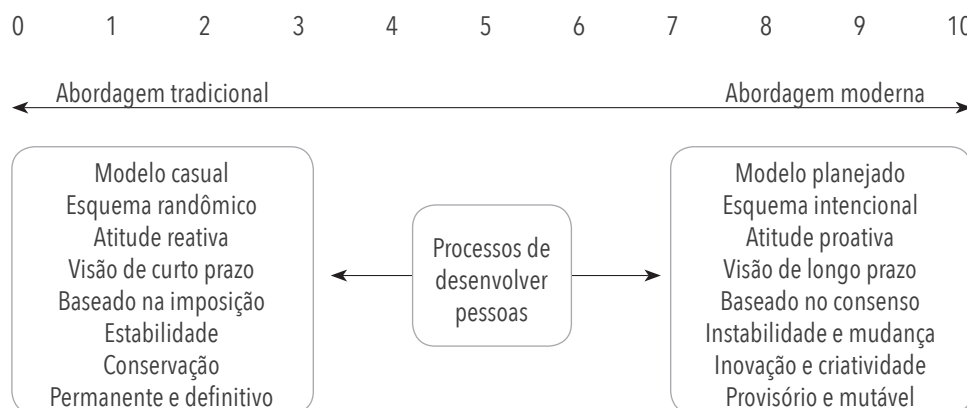 0 1 2 3 4 5 6 7 8 9 10
Abordagem tradicional
Abordagem moderna
Modelo casual
Esquema randômico
Atitude reativa
Visão de curto prazo
Baseado na imposição
Estabilidade
Conservação
Permanente e definitivo
Processos de
desenvolver
pessoas
Modelo planejado
Esquema intencional
Atitude proativa
Visão de longo prazo
Baseado no consenso
Instabilidade e mudança
Inovação e criatividade
Provisório e mutável